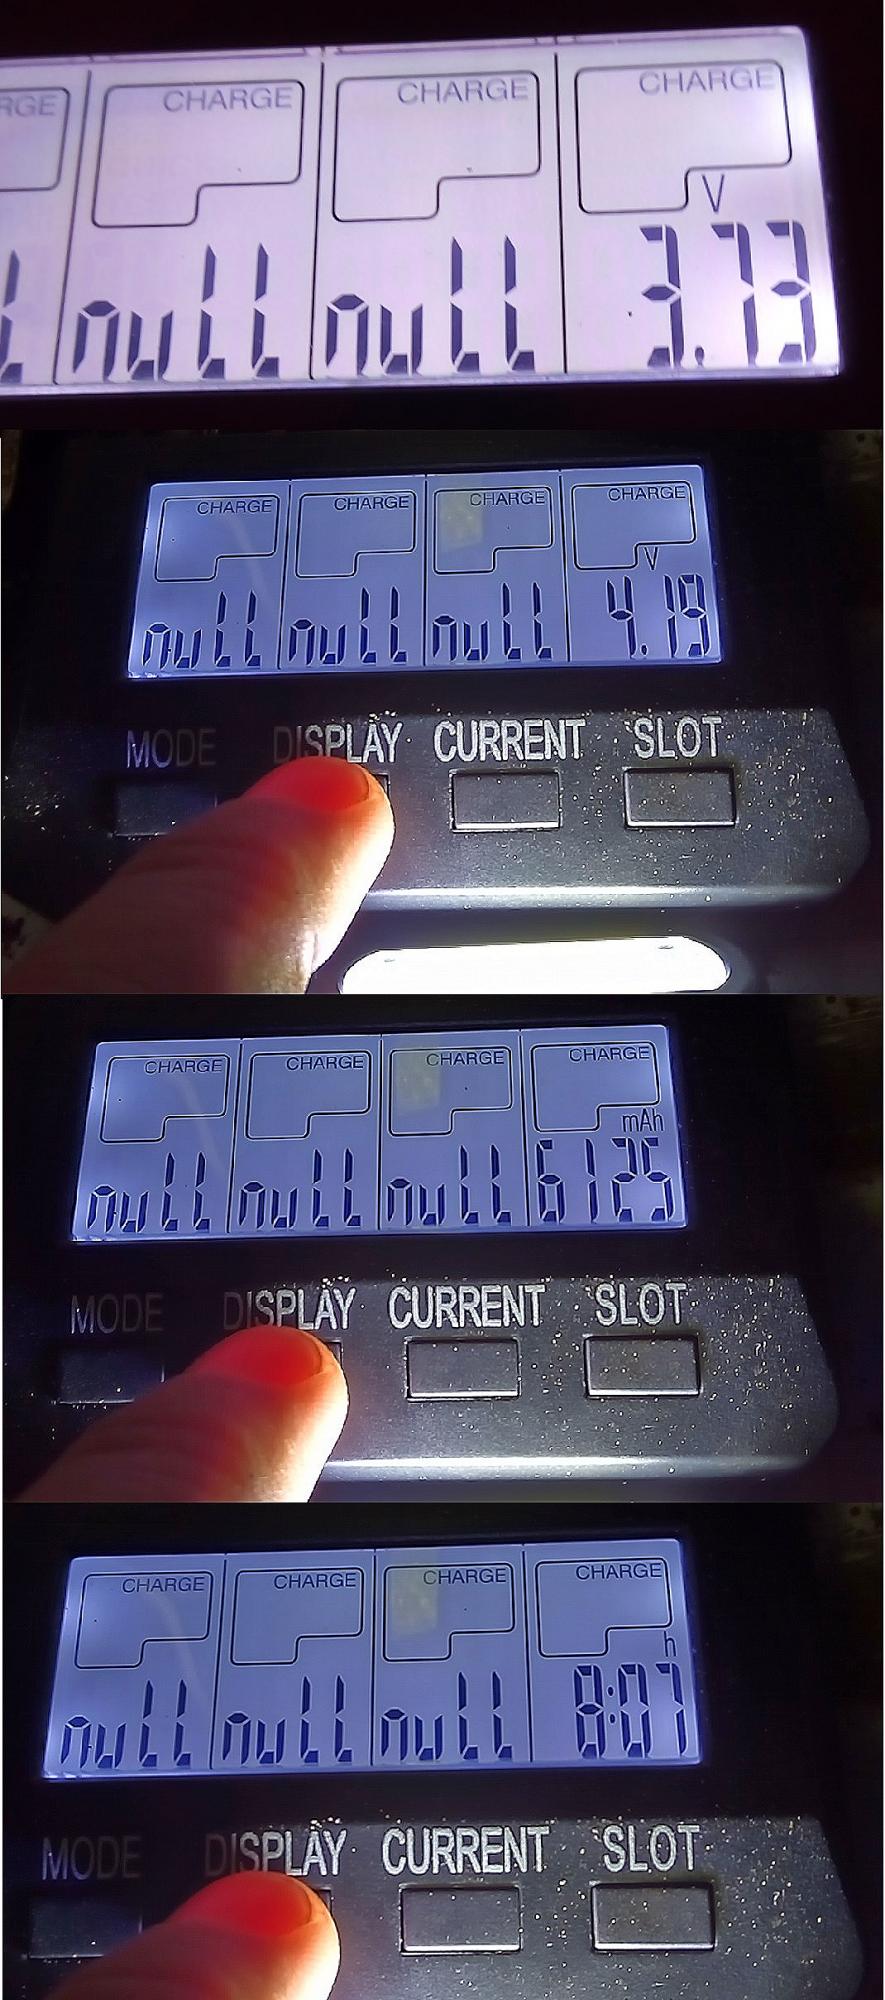 RGE CHARGE CHARGE CHARGE
V
null null 3.73
CHARGE CHARGE CHARGE CHARGE
V
null null null 4.19
MODE DISPLAY CURRENT SLOT
CHARGE CHARGE CHARGE CHARGE
mAh
null null null 6125
MODE DISPLAY CURRENT SLOT
CHARGE CHARGE CHARGE CHARGE
h
null null null 8:07
MODE DISPLAY CURRENT SLOT